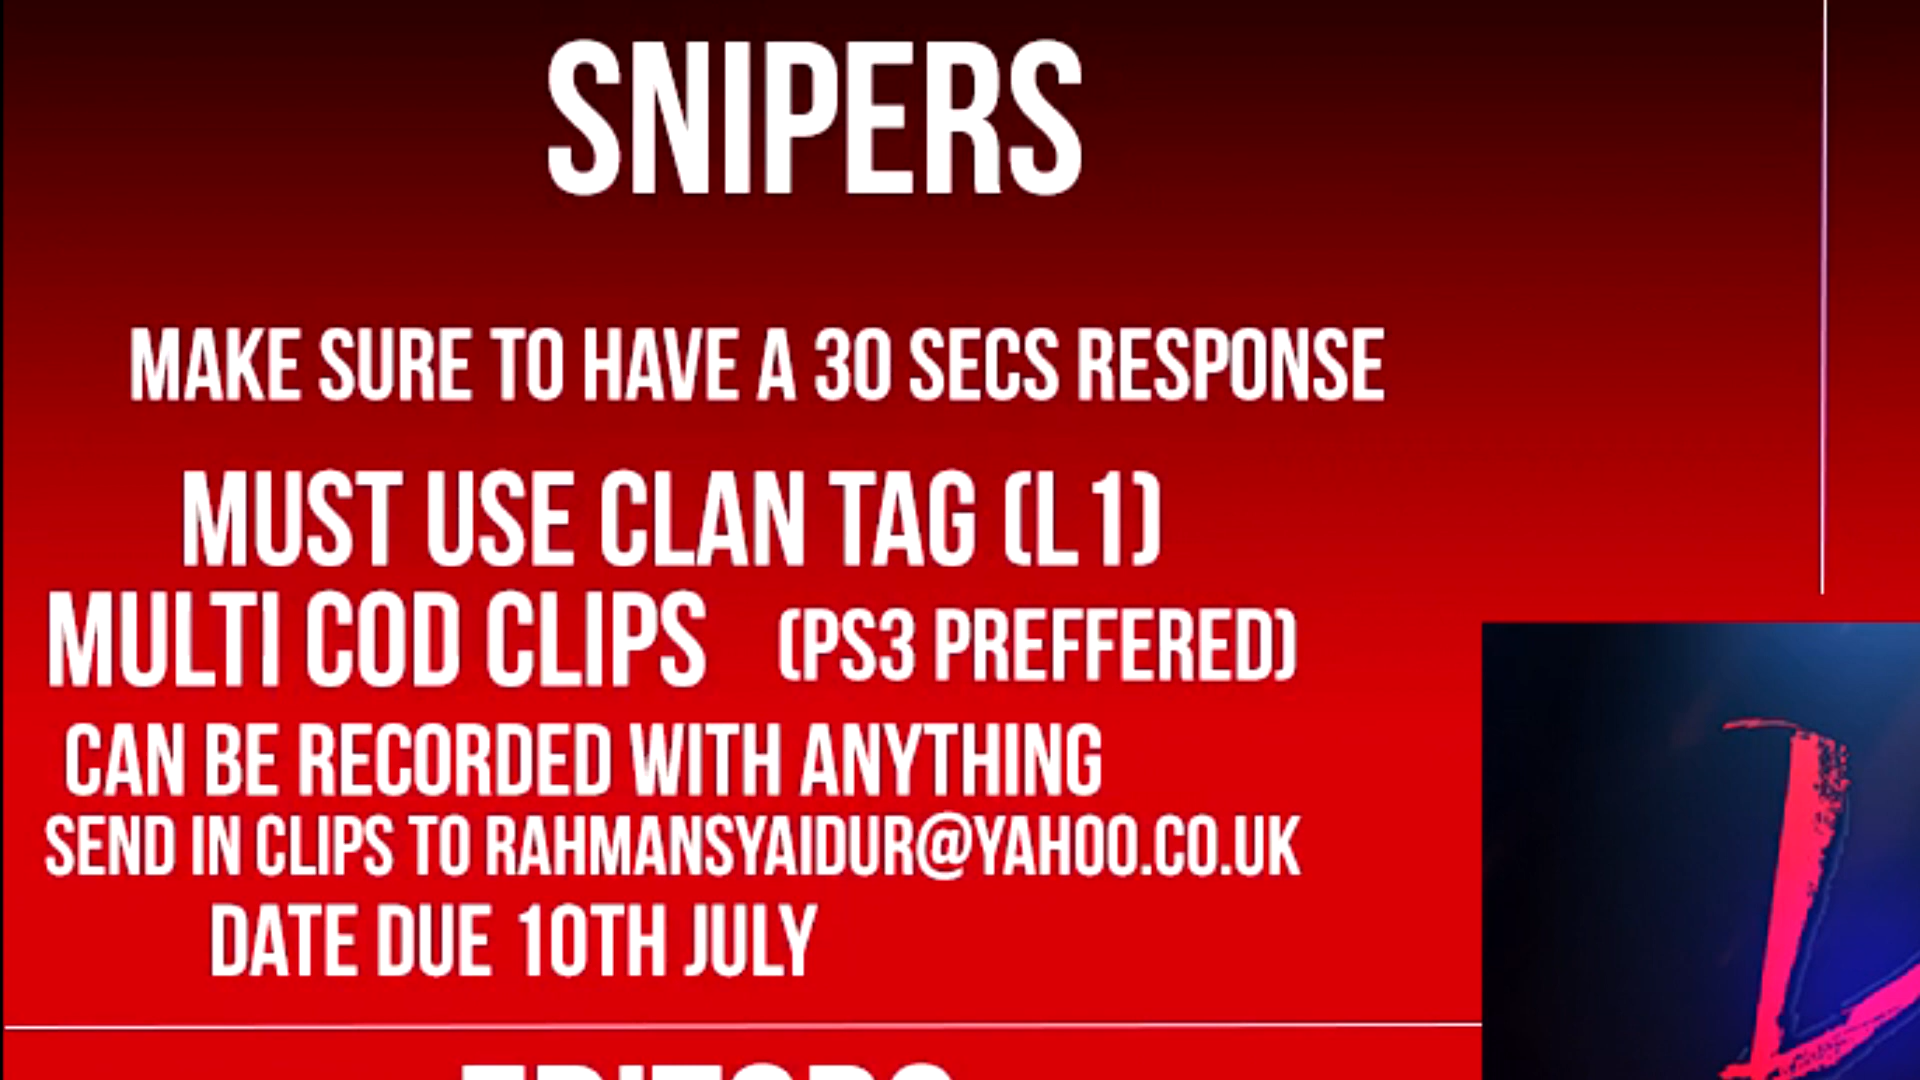 SNIPERS
MAKE SURE TO HAVE A 30 SECS RESPONSE
MUST USE CLAN TAG (L1)
MULTI COD CLIPS (PS3 PREFFERED)
CAN BE RECORDED WITH ANYTHING
SEND IN CLIPS TO RAHMANSYAIDUR@YAHOO.CO.UK
DATE DUE 10TH JULY
EDITORS